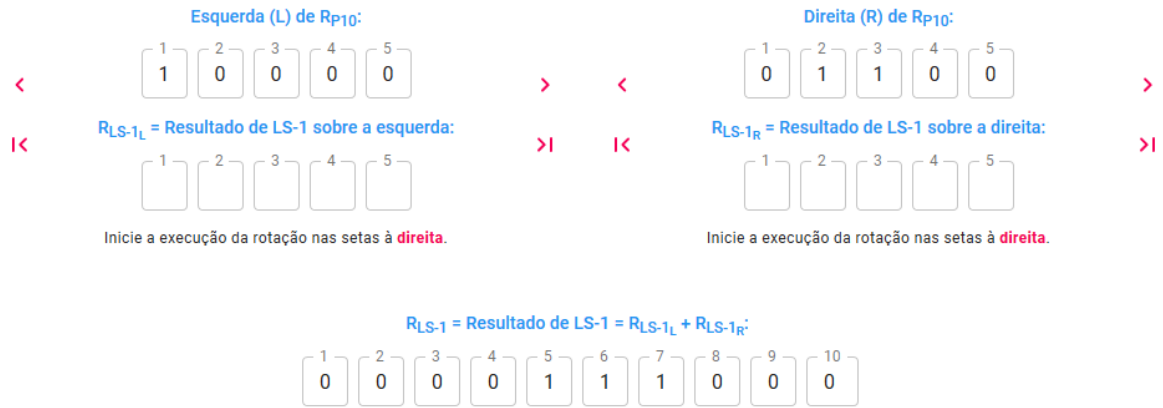 Esquerda (L) de RP10: Direita (R) de RP10:
1 2 3 4 5 1 2 3 4 5
1 0 0 0 0 0 1 1 0 0
RLS-1L = Resultado de LS-1 sobre a esquerda: RLS-1R = Resultado de LS-1 sobre a direita:
1 2 3 4 5 1 2 3 4 5
Inicie a execução da rotação nas setas à direita. Inicie a execução da rotação nas setas à direita.
RLS-1 = Resultado de LS-1 = RLS-1L + RLS-1R:
1 2 3 4 5 6 7 8 9 10
0 0 0 0 1 1 1 0 0 0